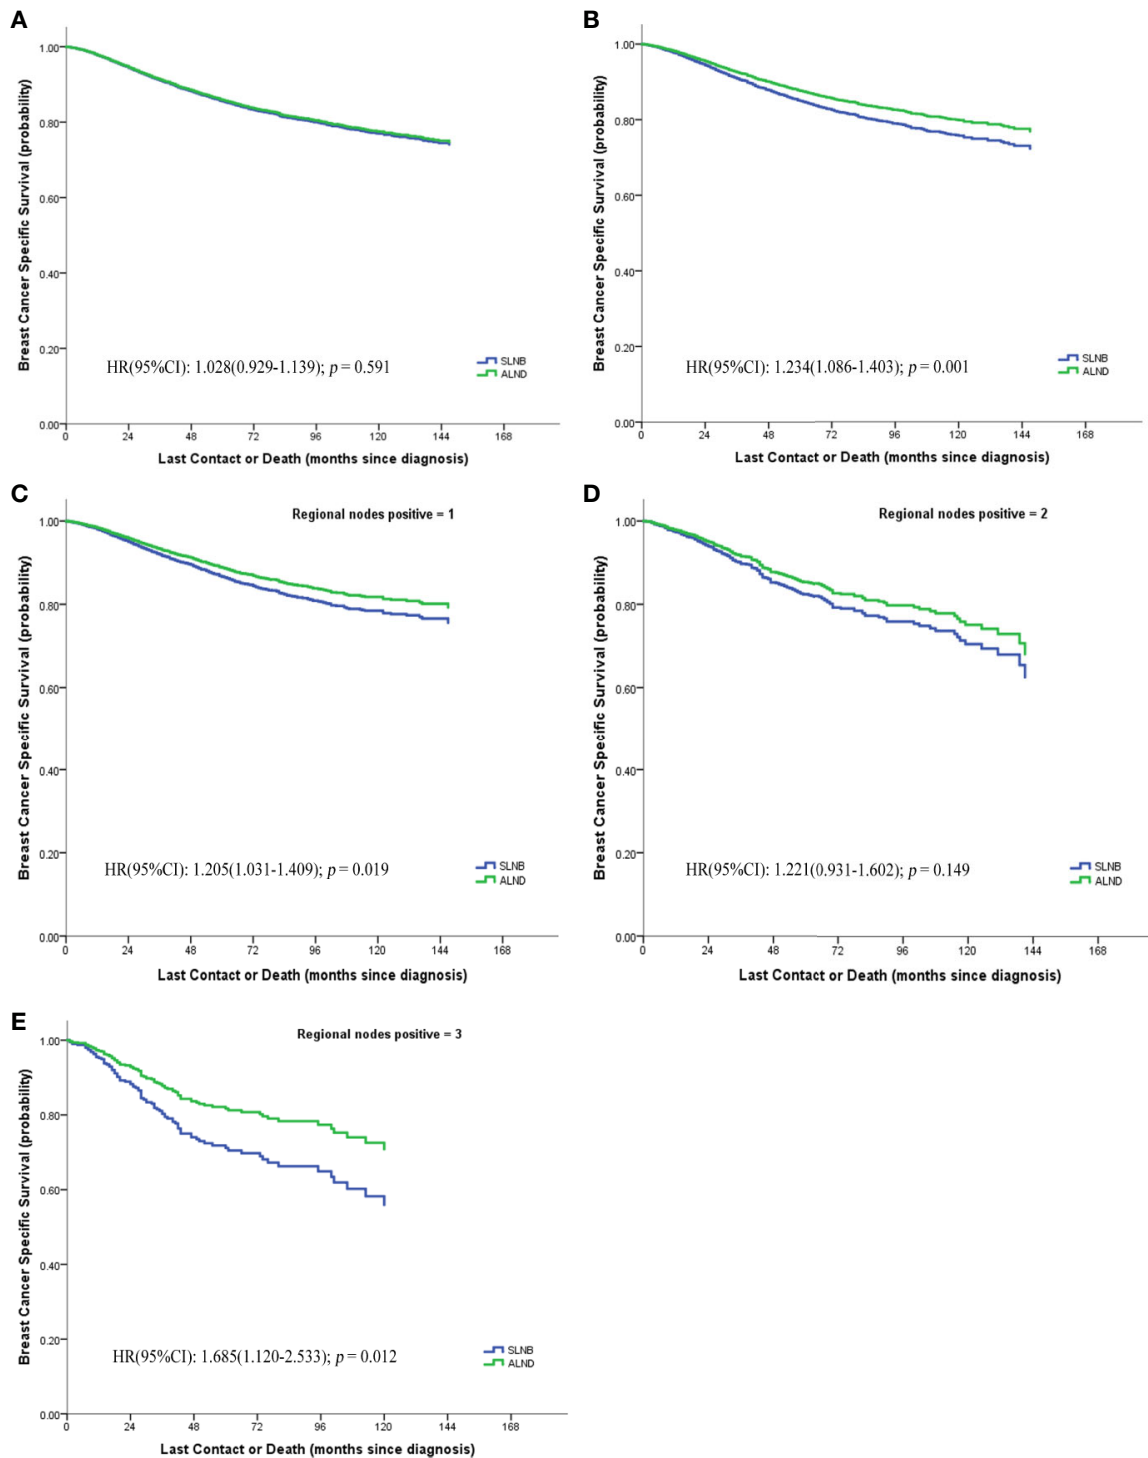 A
Breast Cancer Specific Survival (probability)
1.00
0.80
0.60
0.40
0.20
0.00
HR(95%CI): 1.028(0.929-1.139); p = 0.591
SLNB
ALND
0 24 48 72 96 120 144 168
Last Contact or Death (months since diagnosis)
B
Breast Cancer Specific Survival (probability)
1.00
0.80
0.60
0.40
0.20
0.00
HR(95%CI): 1.234(1.086-1.403); p = 0.001
SLNB
ALND
0 24 48 72 96 120 144 168
Last Contact or Death (months since diagnosis)
C
Regional nodes positive = 1
Breast Cancer Specific Survival (probability)
1.00
0.80
0.60
0.40
0.20
0.00
HR(95%CI): 1.205(1.031-1.409); p = 0.019
SLNB
ALND
0 24 48 72 96 120 144 168
Last Contact or Death (months since diagnosis)
D
Regional nodes positive = 2
Breast Cancer Specific Survival (probability)
1.00
0.80
0.60
0.40
0.20
0.00
HR(95%CI): 1.221(0.931-1.602); p = 0.149
SLNB
ALND
0 24 48 72 96 120 144 168
Last Contact or Death (months since diagnosis)
E
Regional nodes positive = 3
Breast Cancer Specific Survival (probability)
1.00
0.80
0.60
0.40
0.20
0.00
HR(95%CI): 1.685(1.120-2.533); p = 0.012
SLNB
ALND
0 24 48 72 96 120 144 168
Last Contact or Death (months since diagnosis)